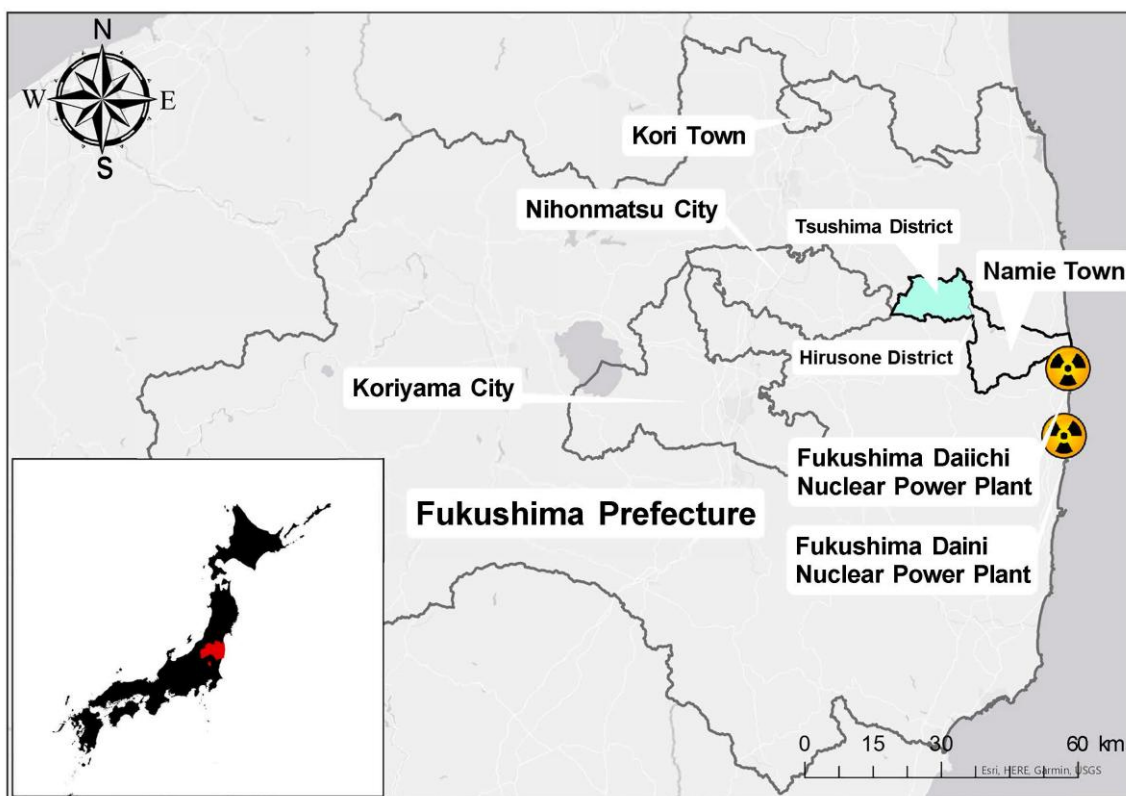 N
W E
S
Kori Town
Nihonmatsu City
Tsushima District
Namie Town
Hirusone District
Koriyama City
Fukushima Daiichi
Nuclear Power Plant
Fukushima Prefecture
Fukushima Daini
Nuclear Power Plant
0 15 30 60 km
Esri, HERE, Garmin, USGS